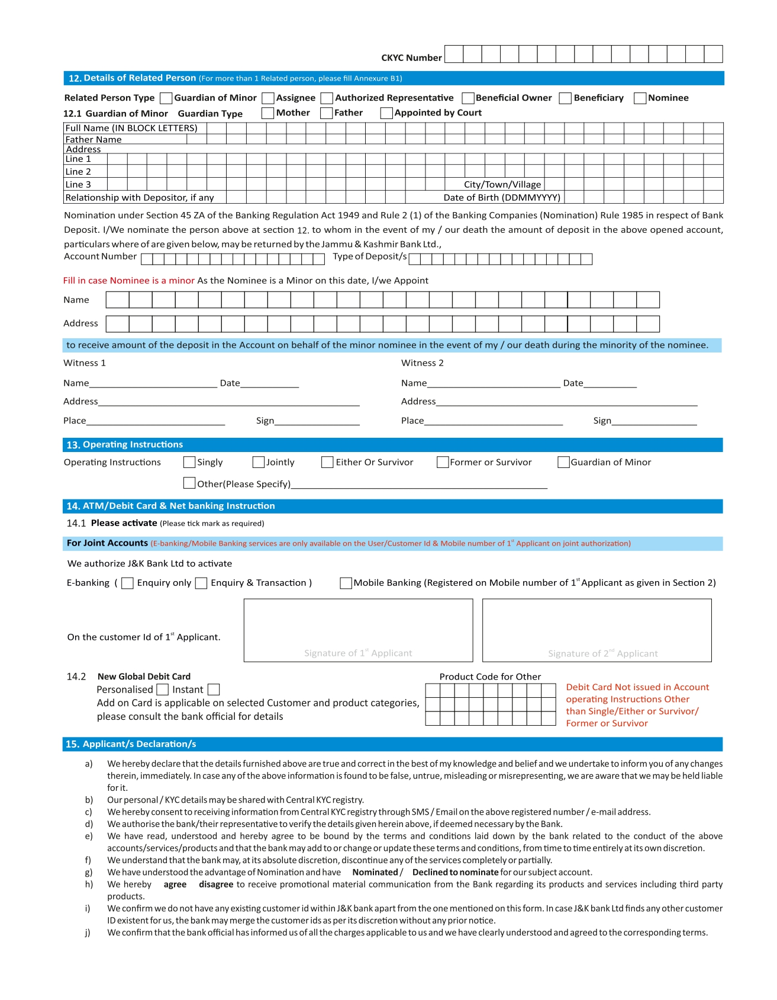 CKYC Number
12. Details of Related Person (For more than 1 Related person, please fill Annexure B1)
Related Person Type Guardian of Minor Assignee Authorized Representative Beneficial Owner Beneficiary Nominee
12.1 Guardian of Minor Guardian Type Mother Father Appointed by Court
Full Name (IN BLOCK LETTERS)
Father Name
Address
Line 1
Line 2
Line 3 City/Town/Village
Relationship with Depositor, if any Date of Birth (DDMMYYYY)
Nomination under Section 45 ZA of the Banking Regulation Act 1949 and Rule 2 (1) of the Banking Companies (Nomination) Rule 1985 in respect of Bank
Deposit. I/We nominate the person above at section 12. to whom in the event of my / our death the amount of deposit in the above opened account,
particulars where of are given below, may be returned by the Jammu & Kashmir Bank Ltd.,
Account Number Type of Deposit/s
Fill in case Nominee is a minor As the Nominee is a Minor on this date, I/we Appoint
Name
Address
to receive amount of the deposit in the Account on behalf of the minor nominee in the event of my / our death during the minority of the nominee.
Witness 1 Witness 2
Name Date Name Date
Address Address
Place Sign Place Sign
13. Operating Instructions
Operating Instructions Singly Jointly Either Or Survivor Former or Survivor Guardian of Minor
Other(Please Specify)
14. ATM/Debit Card & Net banking Instruction
14.1 Please activate (Please tick mark as required)
For Joint Accounts (E-banking/Mobile Banking services are only available on the User/Customer Id & Mobile number of 1st Applicant on joint authorization)
We authorize J&K Bank Ltd to activate
E-banking ( Enquiry only Enquiry & Transaction ) Mobile Banking (Registered on Mobile number of 1st Applicant as given in Section 2)
On the customer Id of 1st Applicant.
Signature of 1st Applicant Signature of 2nd Applicant
14.2 New Global Debit Card Product Code for Other
Personalised Instant
Add on Card is applicable on selected Customer and product categories,
please consult the bank official for details
Debit Card Not issued in Account
operating Instructions Other
than Single/Either or Survivor/
Former or Survivor
15. Applicant/s Declaration/s
a) We hereby declare that the details furnished above are true and correct in the best of my knowledge and belief and we undertake to inform you of any changes
therein, immediately. In case any of the above information is found to be false, untrue, misleading or misrepresenting, we are aware that we may be held liable
for it.
b) Our personal / KYC details may be shared with Central KYC registry.
c) We hereby consent to receiving information from Central KYC registry through SMS / Email on the above registered number / e-mail address.
d) We authorise the bank/their representative to verify the details given herein above, if deemed necessary by the Bank.
e) We have read, understood and hereby agree to be bound by the terms and conditions laid down by the bank related to the conduct of the above
accounts/services/products and that the bank may add to or change or update these terms and conditions, from time to time entirely at its own discretion.
f) We understand that the bank may, at its absolute discretion, discontinue any of the services completely or partially.
g) We have understood the advantage of Nomination and have Nominated / Declined to nominate for our subject account.
h) We hereby agree disagree to receive promotional material communication from the Bank regarding its products and services including third party
products.
i) We confirm we do not have any existing customer id within J&K bank apart from the one mentioned on this form. In case J&K bank Ltd finds any other customer
ID existent for us, the bank may merge the customer ids as per its discretion without any prior notice.
j) We confirm that the bank official has informed us of all the charges applicable to us and we have clearly understood and agreed to the corresponding terms.